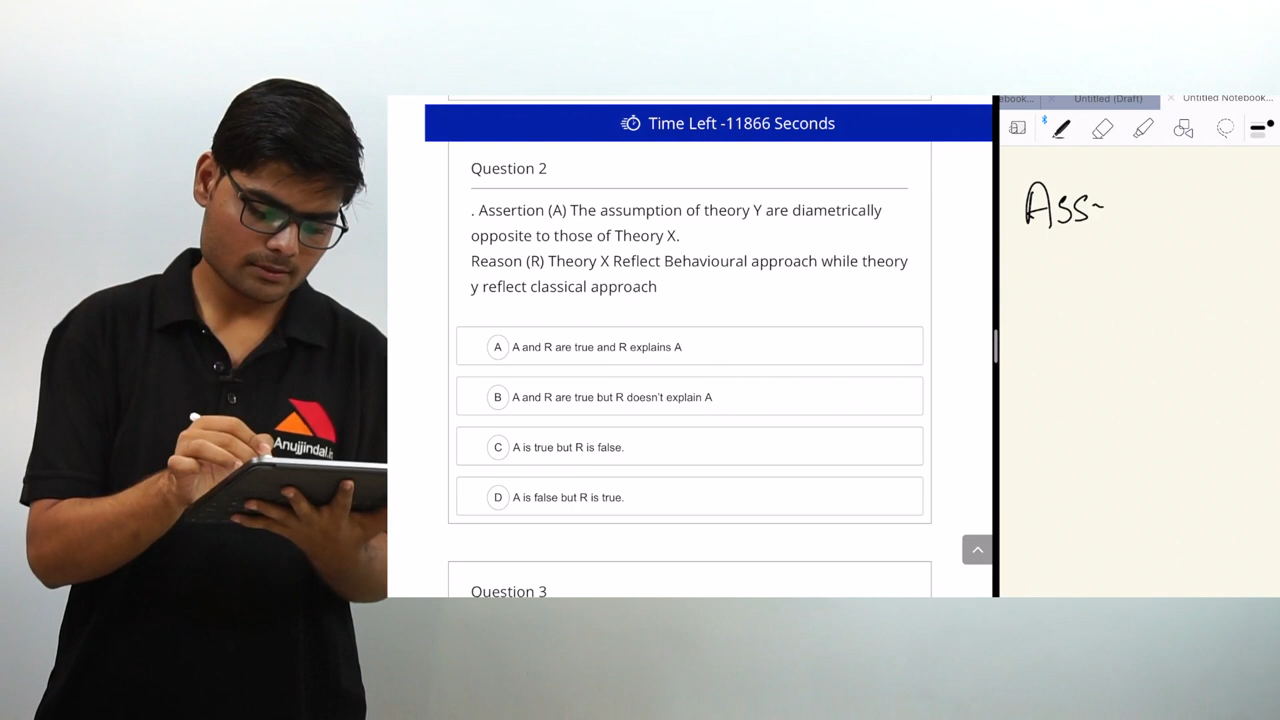 ebook...
Untitled (Draft)
Untitled Notebook...
Time Left -11866 Seconds
Question 2
. Assertion (A) The assumption of theory Y are diametrically
opposite to those of Theory X.
Reason (R) Theory X Reflect Behavioural approach while theory
y reflect classical approach
A A and R are true and R explains A
B A and R are true but R doesn't explain A
C A is true but R is false.
D A is false but R is true.
Question 3
Ass-
Anujjindal.i